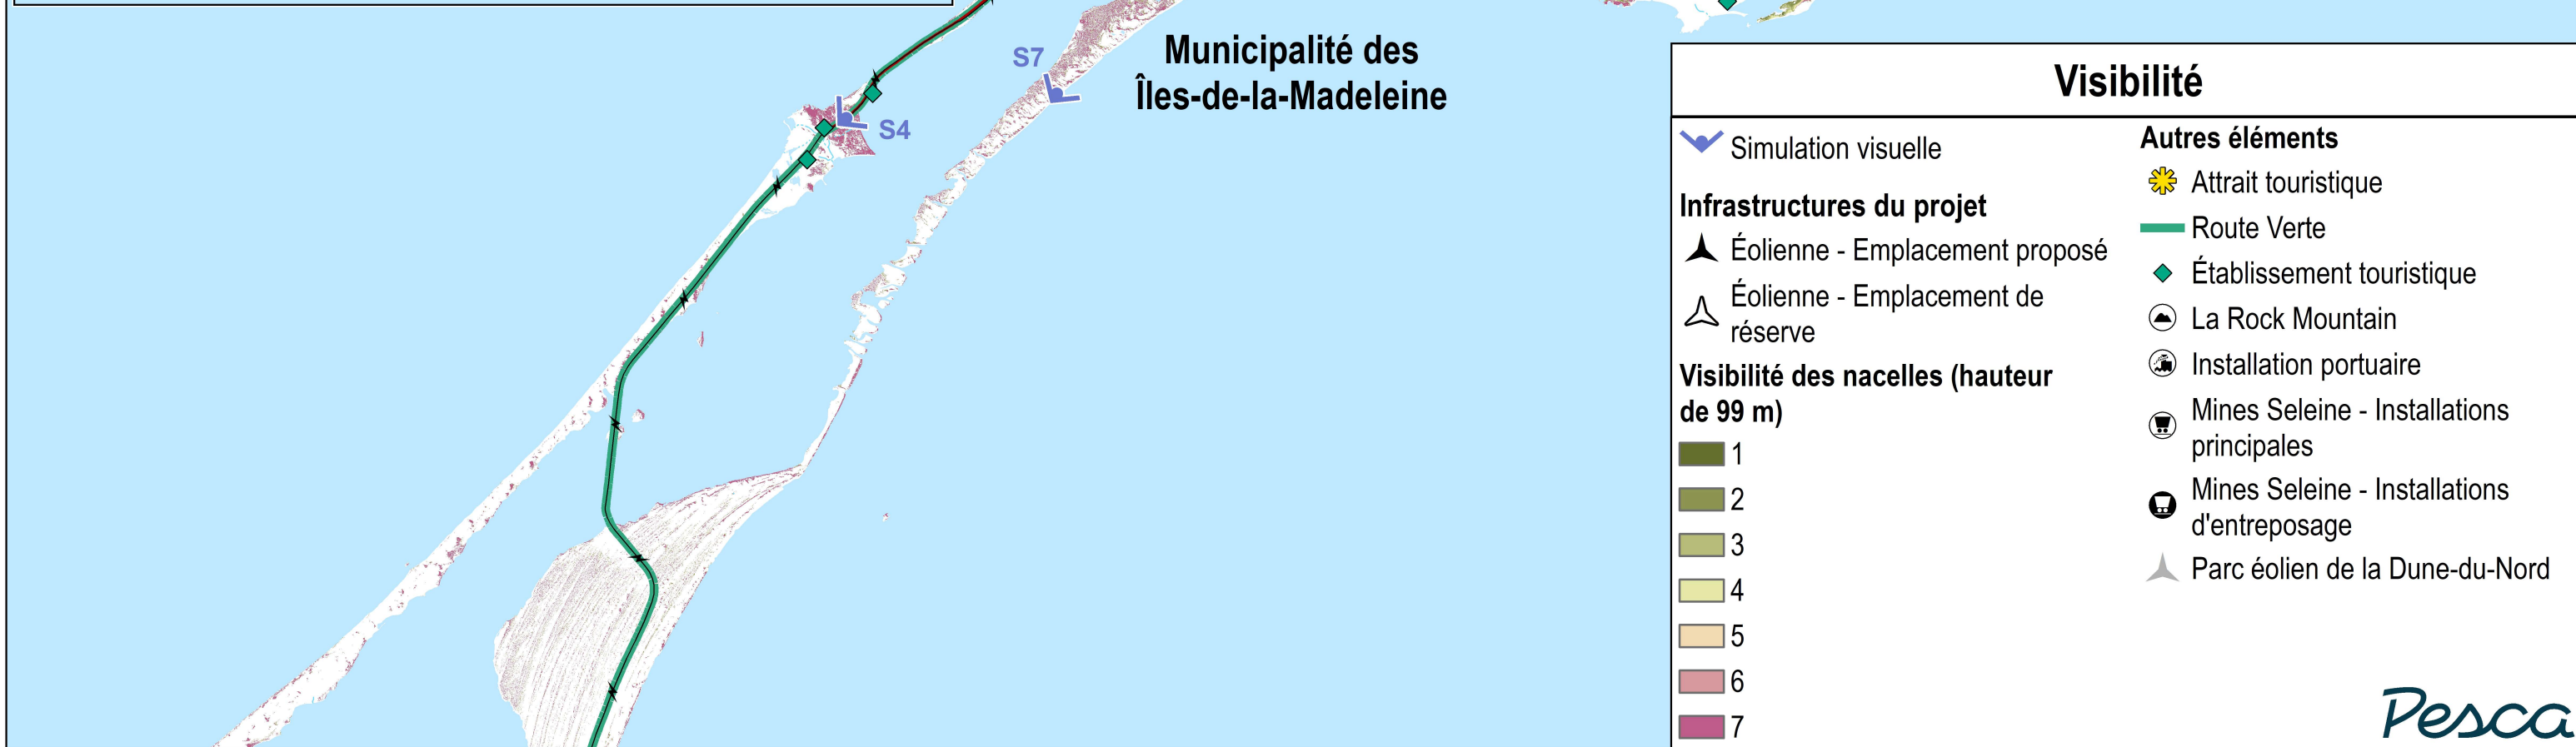 Municipalité des
Îles-de-la-Madeleine
S7
S4
Visibilité
Simulation visuelle
Infrastructures du projet
Éolienne - Emplacement proposé
Éolienne - Emplacement de
réserve
Visibilité des nacelles (hauteur
de 99 m)
1
2
3
4
5
6
7
Autres éléments
Attrait touristique
Route Verte
Établissement touristique
La Rock Mountain
Installation portuaire
Mines Seleine - Installations
principales
Mines Seleine - Installations
d'entreposage
Parc éolien de la Dune-du-Nord
Pesca